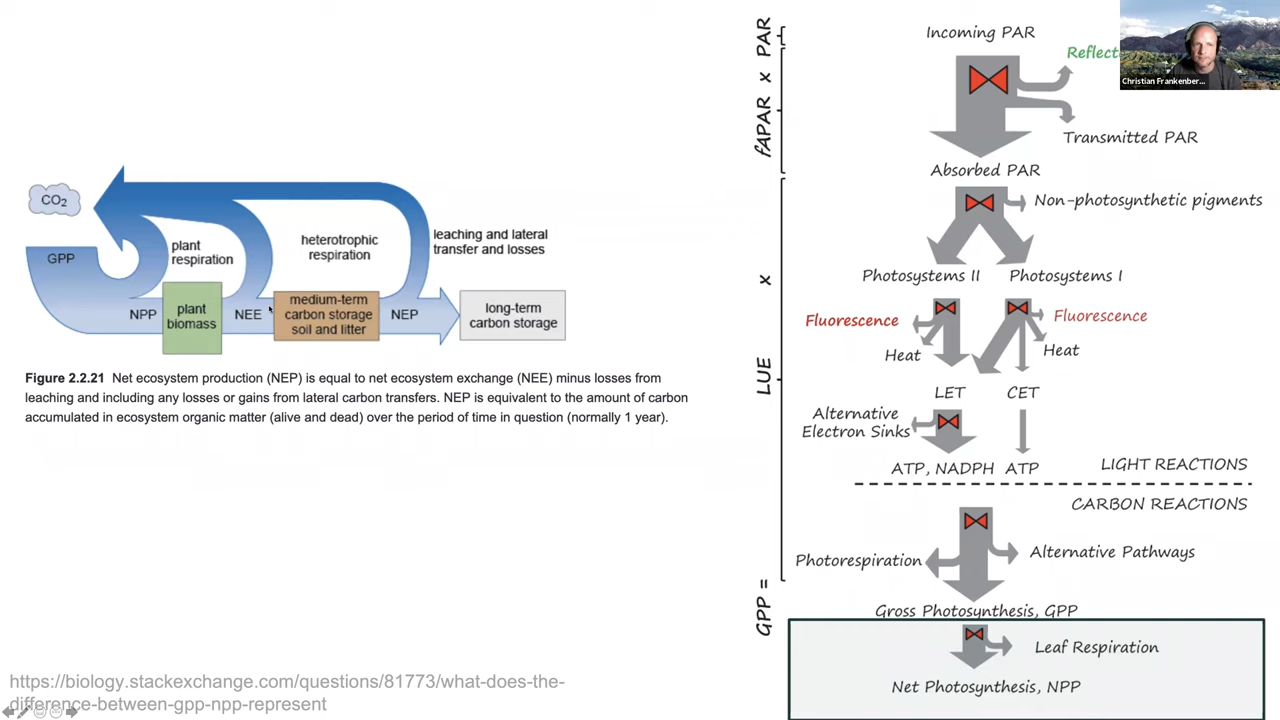 CO₂
GPP
plant
respiration
heterotrophic
respiration
leaching and lateral
transfer and losses
NPP
plant
biomass
NEE
medium-term
carbon storage
soil and litter
NEP
long-term
carbon storage
Figure 2.2.21 Net ecosystem production (NEP) is equal to net ecosystem exchange (NEE) minus losses from
leaching and including any losses or gains from lateral carbon transfers. NEP is equivalent to the amount of carbon
accumulated in ecosystem organic matter (alive and dead) over the period of time in question (normally 1 year).
https://biology.stackexchange.com/questions/81773/what-does-the-
difference-between-gpp-npp-represent
GPP = LUE x fAPAR x PAR
Incoming PAR
Reflect
Christian Frankenber...
Transmitted PAR
Absorbed PAR
Non-photosynthetic pigments
Photosystems II
Photosystems I
Fluorescence
Fluorescence
Heat
Heat
LET
CET
Alternative
Electron Sinks
ATP, NADPH
ATP
LIGHT REACTIONS
CARBON REACTIONS
Photorespiration
Alternative Pathways
Gross Photosynthesis, GPP
Leaf Respiration
Net Photosynthesis, NPP